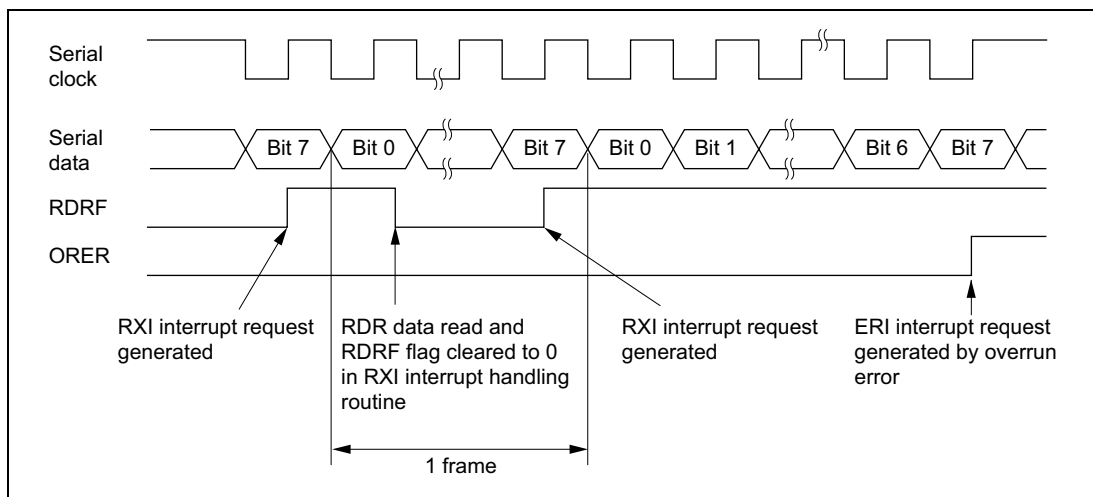 Serial
clock
Serial
data
Bit 7
Bit 0
Bit 7
Bit 0
Bit 1
Bit 6
Bit 7
RDRF
ORER
RXI interrupt request
generated
RDR data read and
RDRF flag cleared to 0
in RXI interrupt handling
routine
RXI interrupt request
generated
ERI interrupt request
generated by overrun
error
1 frame